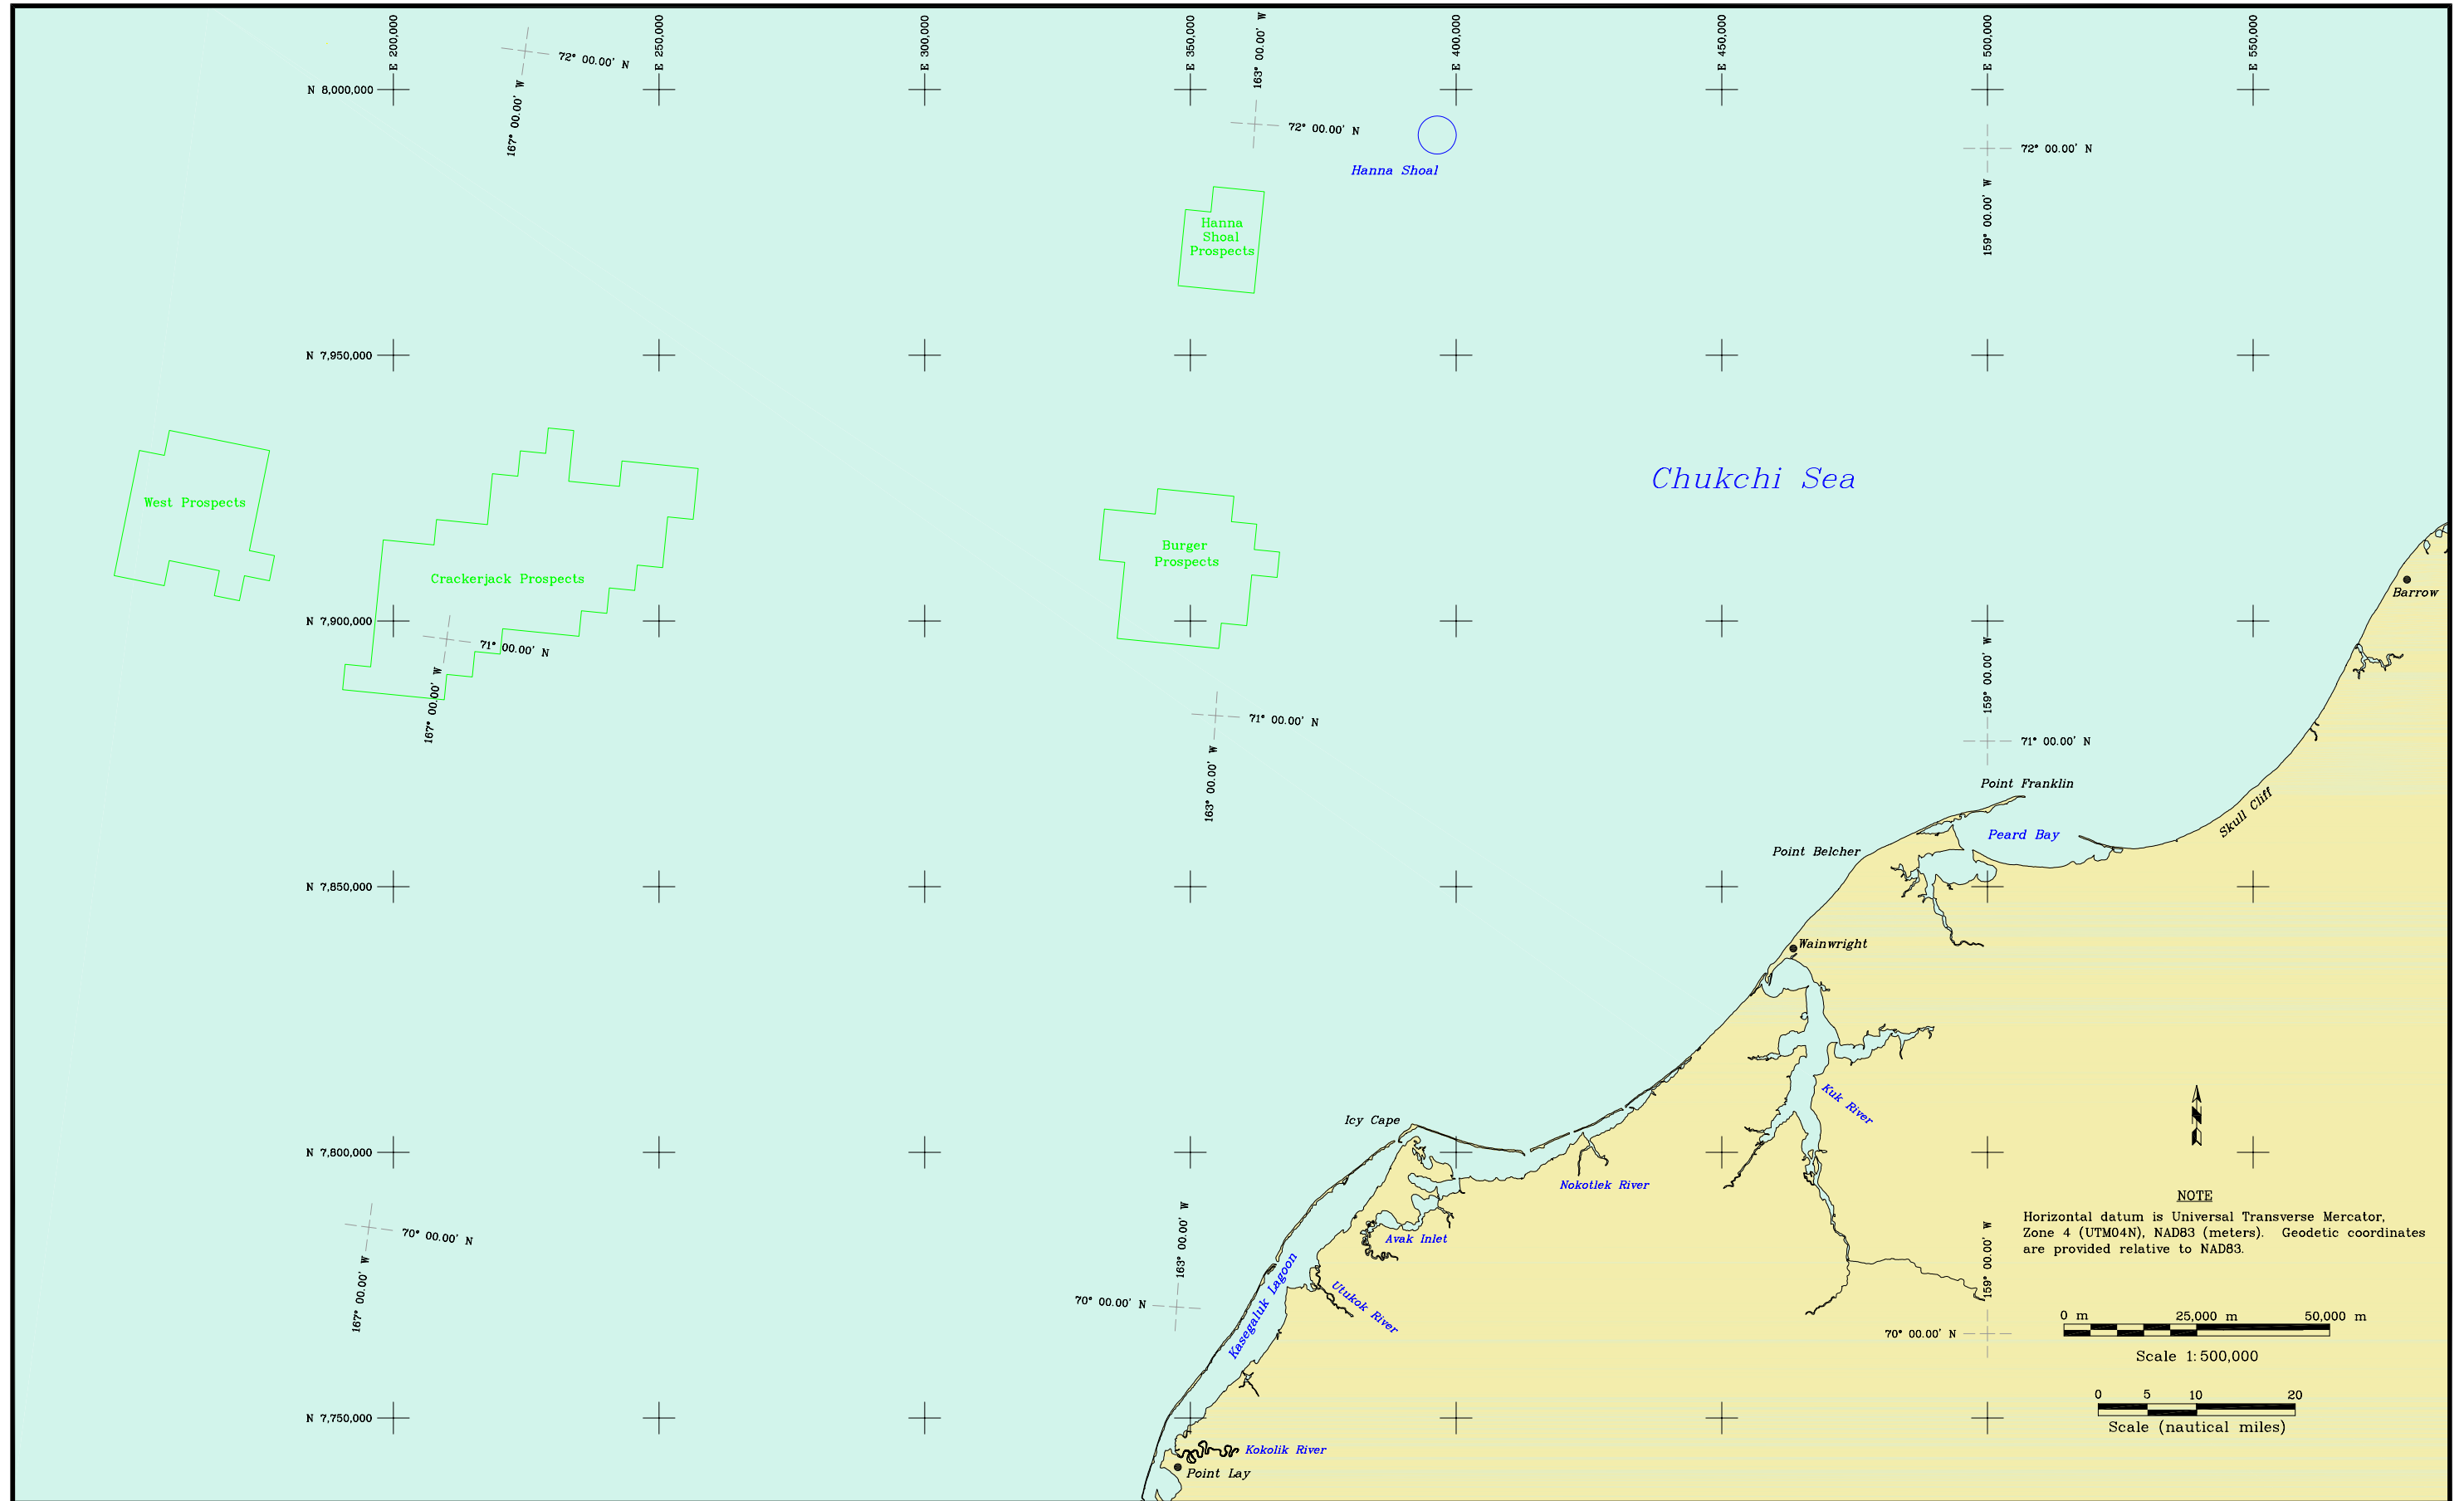 E 200,000
E 250,000
E 300,000
E 350,000
163° 00.00' W
E 400,000
E 450,000
E 500,000
E 550,000
72° 00.00' N
N 8,000,000
167° 00.00' W
72° 00.00' N
72° 00.00' N
Hanna Shoal
159° 00.00' W
Hanna
Shoal
Prospects
N 7,950,000
Chukchi Sea
West Prospects
Burger
Prospects
Crackerjack Prospects
Barrow
N 7,900,000
71° 00.00' N
167° 00.00' W
159° 00.00' W
71° 00.00' N
71° 00.00' N
163° 00.00' W
Point Franklin
Skull Cliff
Peard Bay
Point Belcher
N 7,850,000
Wainwright
Kuk River
Icy Cape
N 7,800,000
Nokotlek River
NOTE
Horizontal datum is Universal Transverse Mercator,
Zone 4 (UTM04N), NAD83 (meters).  Geodetic coordinates
are provided relative to NAD83.
70° 00.00' N
167° 00.00' W
163° 00.00' W
Avak Inlet
159° 00.00' W
Kasegaluk Lagoon
Utukok River
70° 00.00' N
0 m 25,000 m 50,000 m
70° 00.00' N
Scale 1:500,000
0 5 10 20
N 7,750,000
Scale (nautical miles)
Kokolik River
Point Lay
N